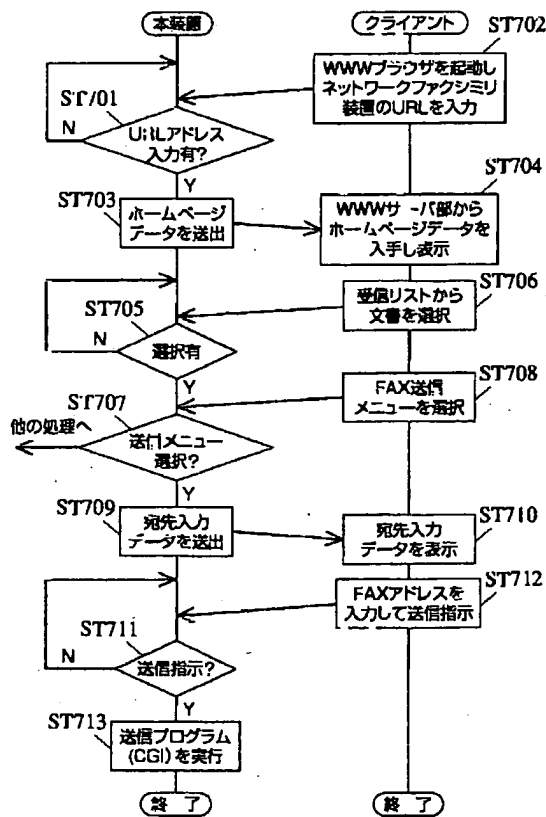 本装置
クライアント
ST702
WWWブラウザを起動し
ネットワークファクシミリ
装置のURLを入力
ST701
URLアドレス
入力有?
N
Y
ST703
ホームページ
データを送出
ST704
WWWサーバ部から
ホームページデータを
入手し表示
ST705
選択有
N
Y
ST706
受信リストから
文書を選択
ST707
他の処理へ
送信メニュー
選択?
Y
ST708
FAX送信
メニューを選択
ST709
宛先入力
データを送出
ST710
宛先入力
データを表示
ST711
送信指示?
N
Y
ST712
FAXアドレスを
入力して送信指示
ST713
送信プログラム
(CGI)を実行
終 了
終 了